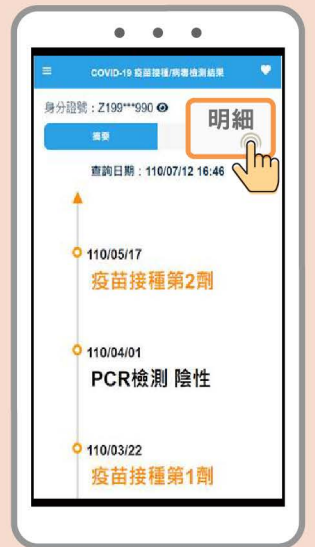 COVID-19 疫苗接種/病毒檢測結果
身分證號：Z199***990
摘要
明細
查詢日期：110/07/12 16:46
110/05/17
疫苗接種第2劑
110/04/01
PCR檢測 陰性
110/03/22
疫苗接種第1劑